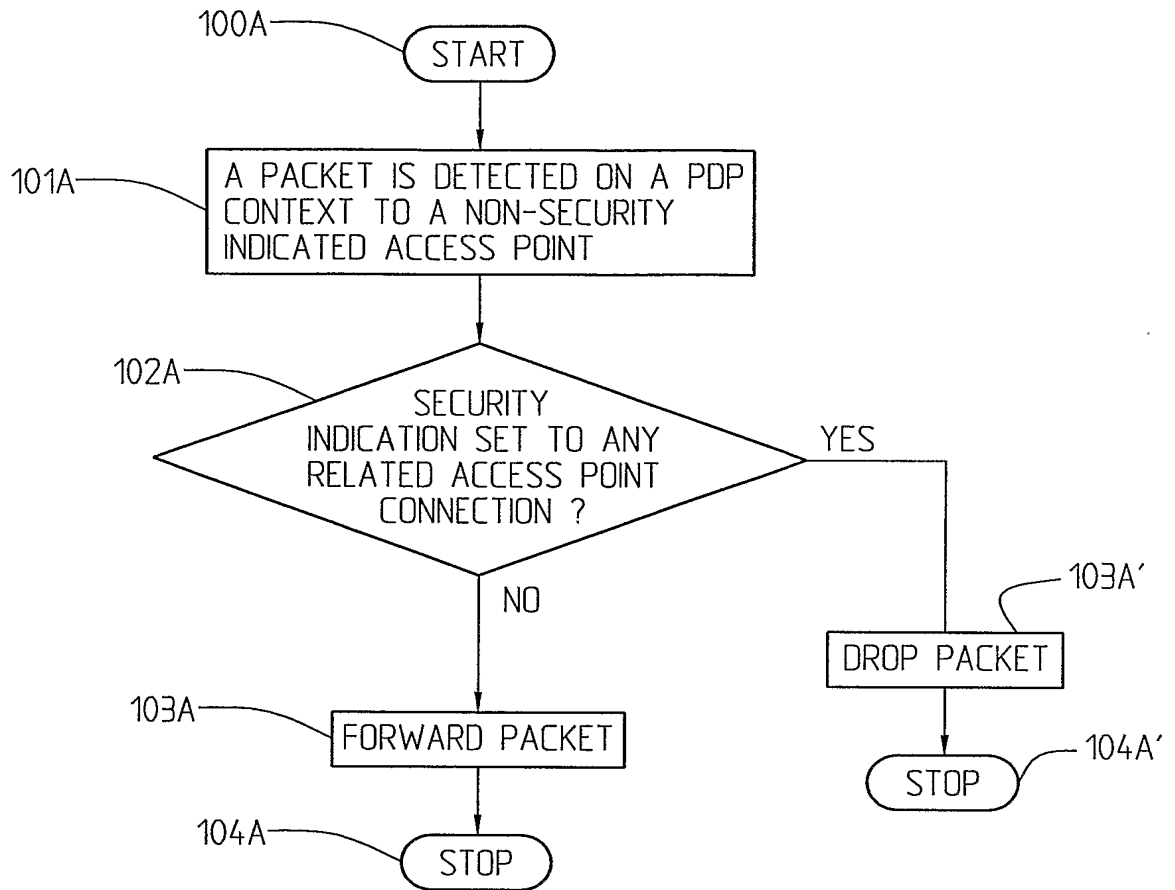 100A
START
101A
A PACKET IS DETECTED ON A PDP
CONTEXT TO A NON-SECURITY
INDICATED ACCESS POINT
102A
SECURITY
INDICATION SET TO ANY
RELATED ACCESS POINT
CONNECTION ?
YES
NO
103A'
DROP PACKET
103A
FORWARD PACKET
104A'
STOP
104A
STOP